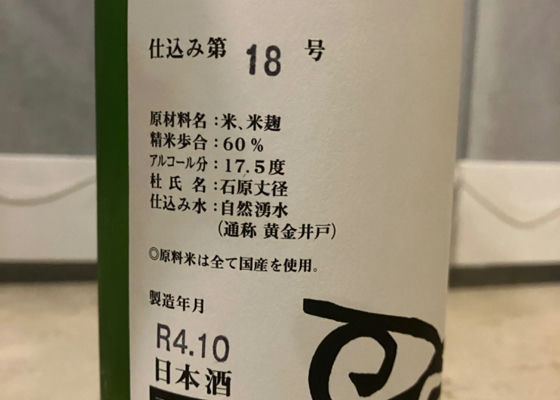 仕込み第 18 号
原材料名：米、米麹
精米歩合：60％
アルコール分：17.5度
杜氏名：石原丈径
仕込み水：自然湧水
（通称 黄金井戸）
◎原料米は全て国産を使用。
製造年月
R4.10
日本酒